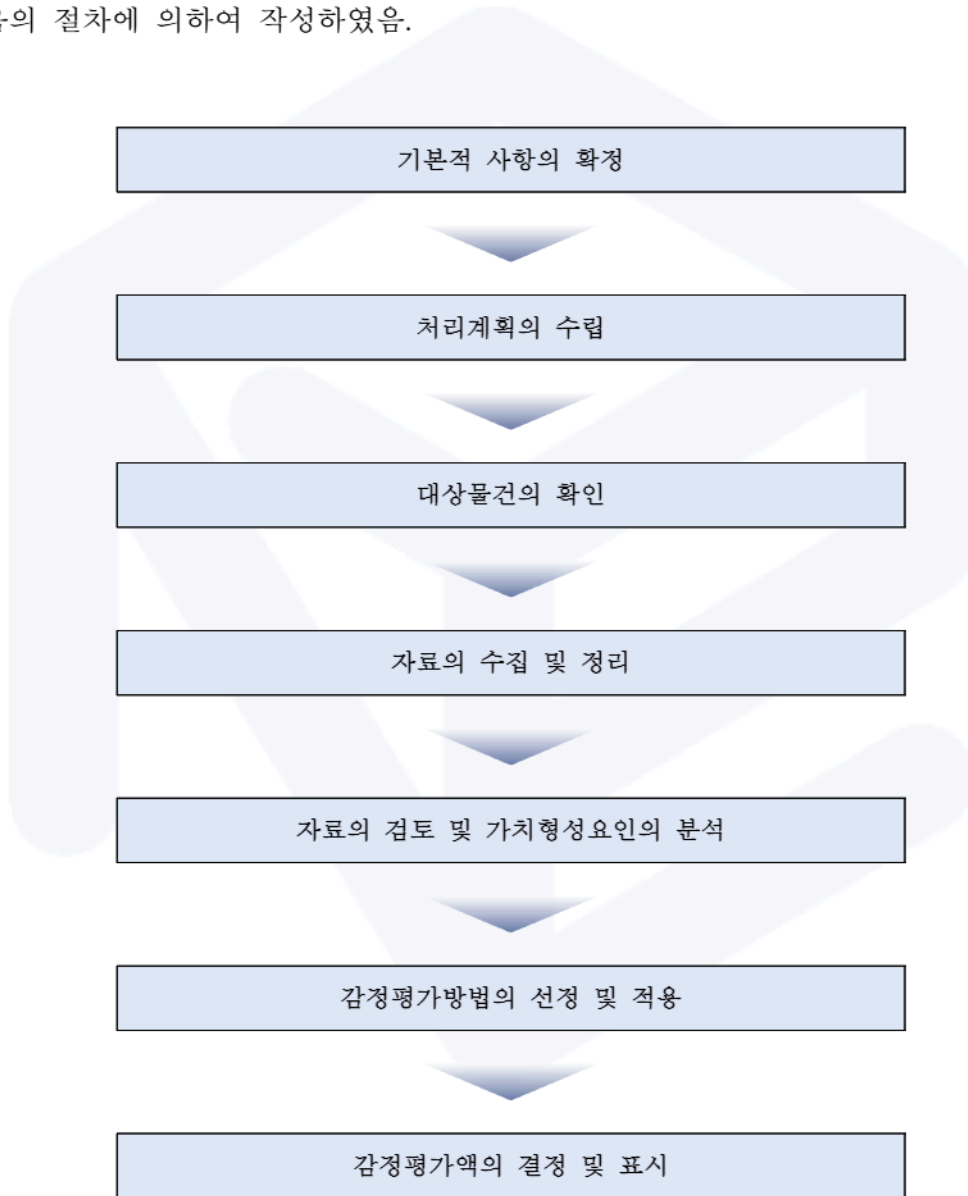 의 절차에 의하여 작성하였음.
기본적 사항의 확정
처리계획의 수립
대상물건의 확인
자료의 수집 및 정리
자료의 검토 및 가치형성요인의 분석
감정평가방법의 선정 및 적용
감정평가액의 결정 및 표시